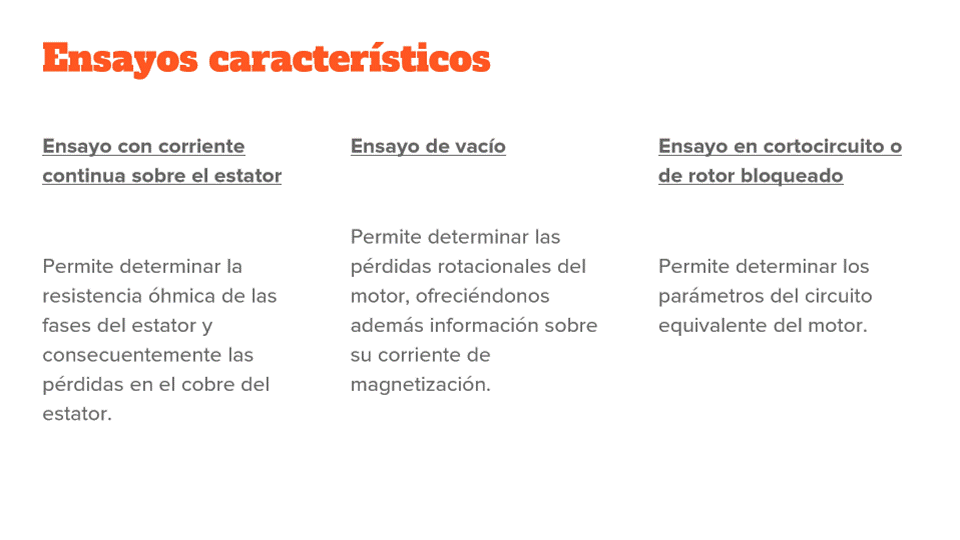 Ensayos característicos
Ensayo con corriente
continua sobre el estator
Permite determinar la
resistencia óhmica de las
fases del estator y
consecuentemente las
pérdidas en el cobre del
estator.
Ensayo de vacío
Permite determinar las
pérdidas rotacionales del
motor, ofreciéndonos
además información sobre
su corriente de
magnetización.
Ensayo en cortocircuito o
de rotor bloqueado
Permite determinar los
parámetros del circuito
equivalente del motor.